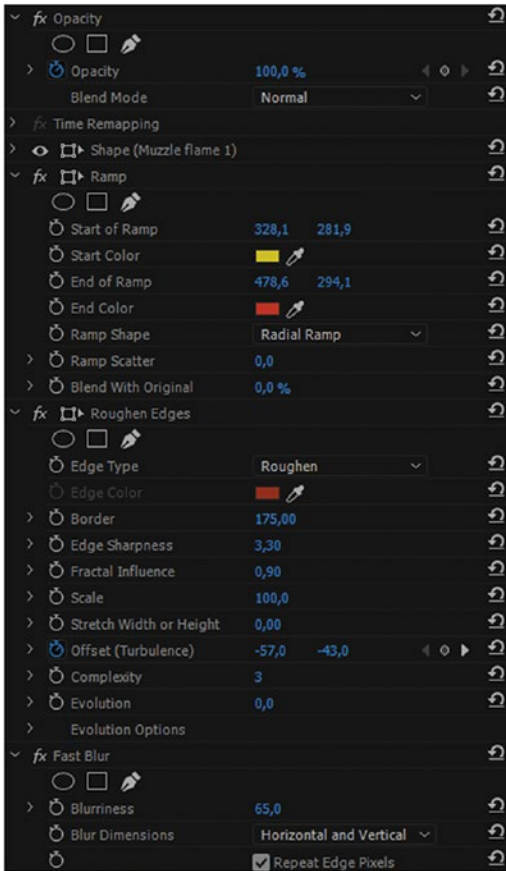 fx Opacity
Opacity 100,0 %
Blend Mode Normal
fx Time Remapping
Shape (Muzzle flame 1)
fx Ramp
Start of Ramp 328,1 281,9
Start Color
End of Ramp 478,6 294,1
End Color
Ramp Shape Radial Ramp
Ramp Scatter 0,0
Blend With Original 0,0 %
fx Roughen Edges
Edge Type Roughen
Edge Color
Border 175,00
Edge Sharpness 3,30
Fractal Influence 0,90
Scale 100,0
Stretch Width or Height 0,00
Offset (Turbulence) -57,0 -43,0
Complexity 3
Evolution 0,0
Evolution Options
fx Fast Blur
Blurriness 65,0
Blur Dimensions Horizontal and Vertical
Repeat Edge Pixels